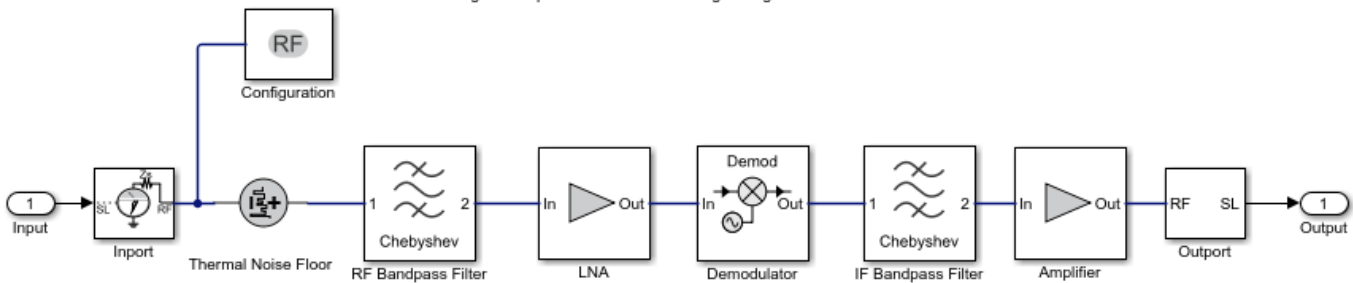 RF
Configuration
1
Input
SL
Zs
RF
Inport
Thermal Noise Floor
1
2
Chebyshev
RF Bandpass Filter
In
Out
LNA
Demod
In
Out
Demodulator
1
2
Chebyshev
IF Bandpass Filter
In
Out
Amplifier
RF
SL
Outport
1
Output